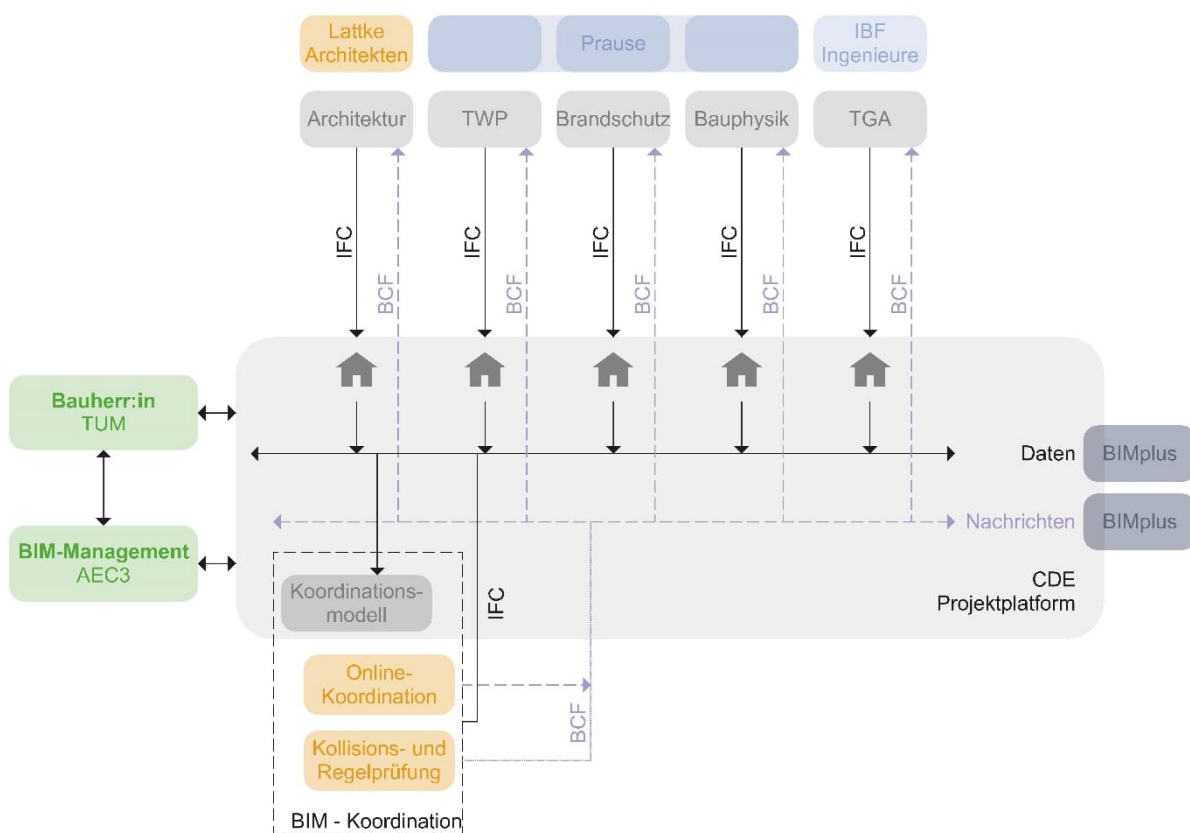 Lattke
Architekten
Prause
IBF
Ingenieure
Architektur
TWP
Brandschutz
Bauphysik
TGA
IFC
BCF
IFC
BCF
IFC
BCF
IFC
BCF
IFC
BCF
Bauherr:in
TUM
BIM-Management
AEC3
Daten
BIMplus
Nachrichten
BIMplus
CDE
Projektplatform
Koordinations-
modell
IFC
Online-
Koordination
BCF
Kollisions- und
Regelprüfung
BIM - Koordination